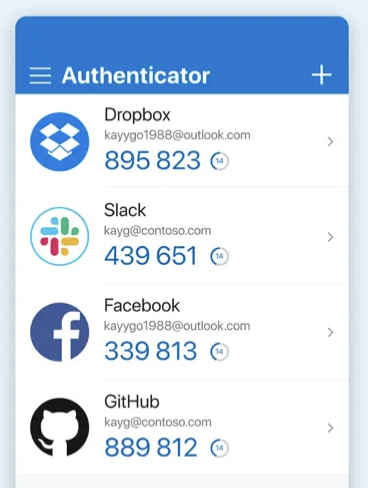 Authenticator
Dropbox
kayygo1988@outlook.com
895 823 14
Slack
kayg@contoso.com
439 651 14
Facebook
kayygo1988@outlook.com
339 813 14
GitHub
kayg@contoso.com
889 812 14